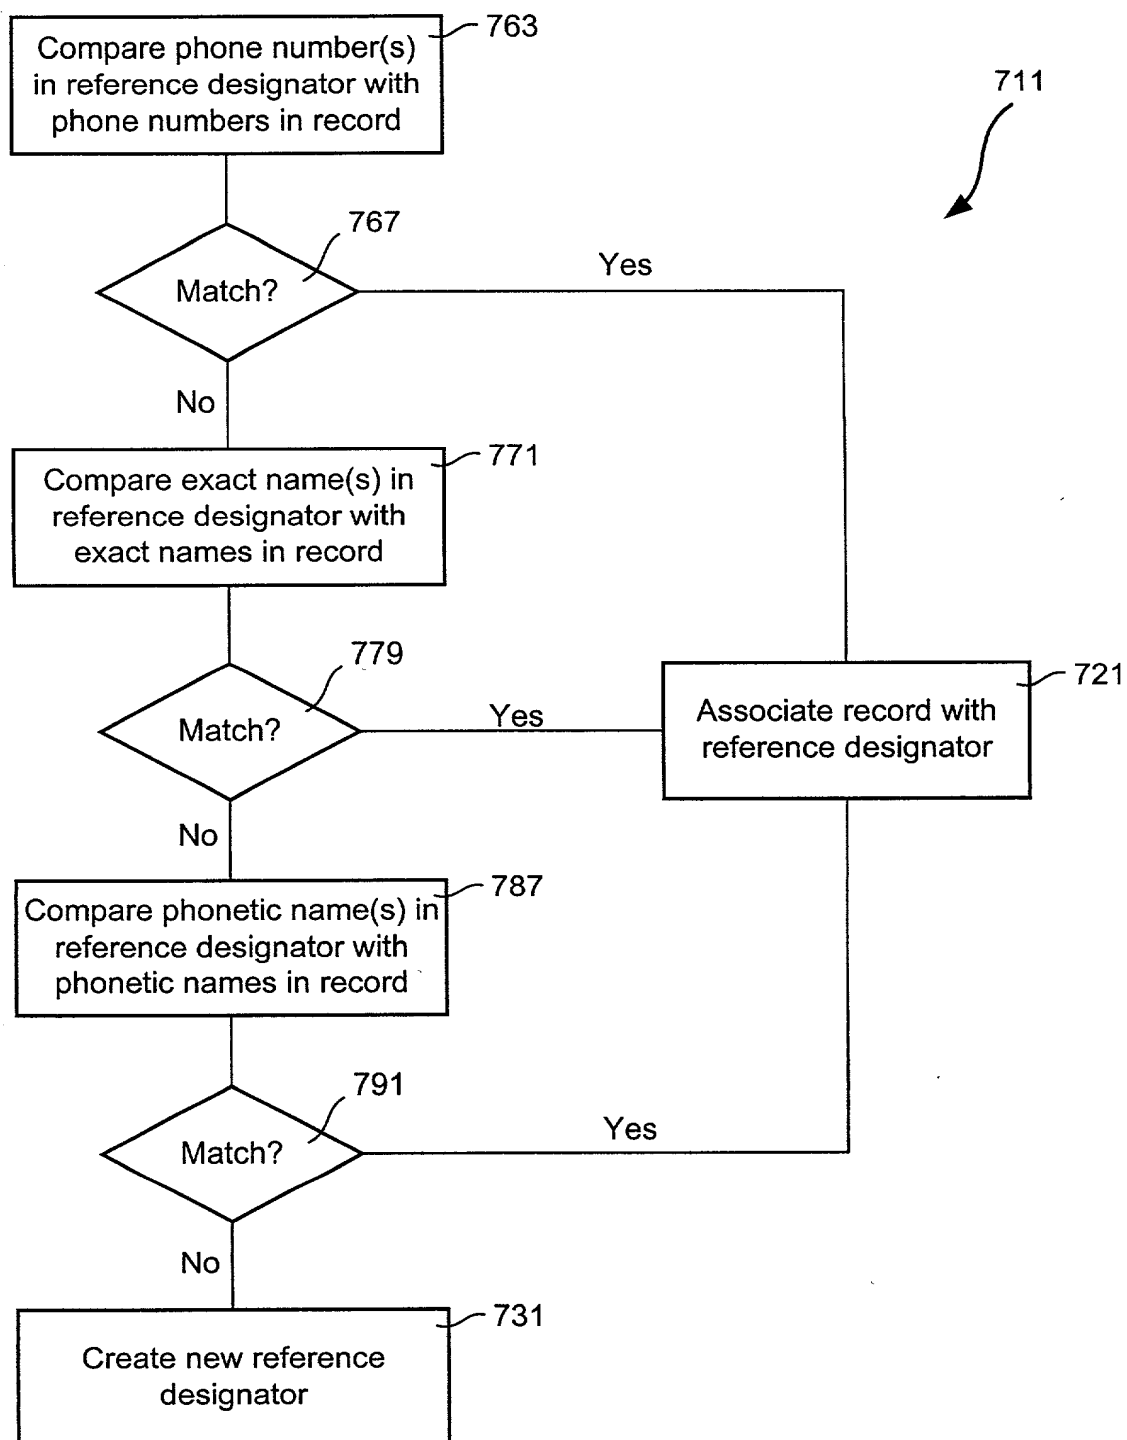 763
Compare phone number(s)
in reference designator with
phone numbers in record
711
767
Match?
Yes
No
771
Compare exact name(s) in
reference designator with
exact names in record
779
Match?
Yes
721
Associate record with
reference designator
No
787
Compare phonetic name(s) in
reference designator with
phonetic names in record
791
Match?
Yes
No
731
Create new reference
designator